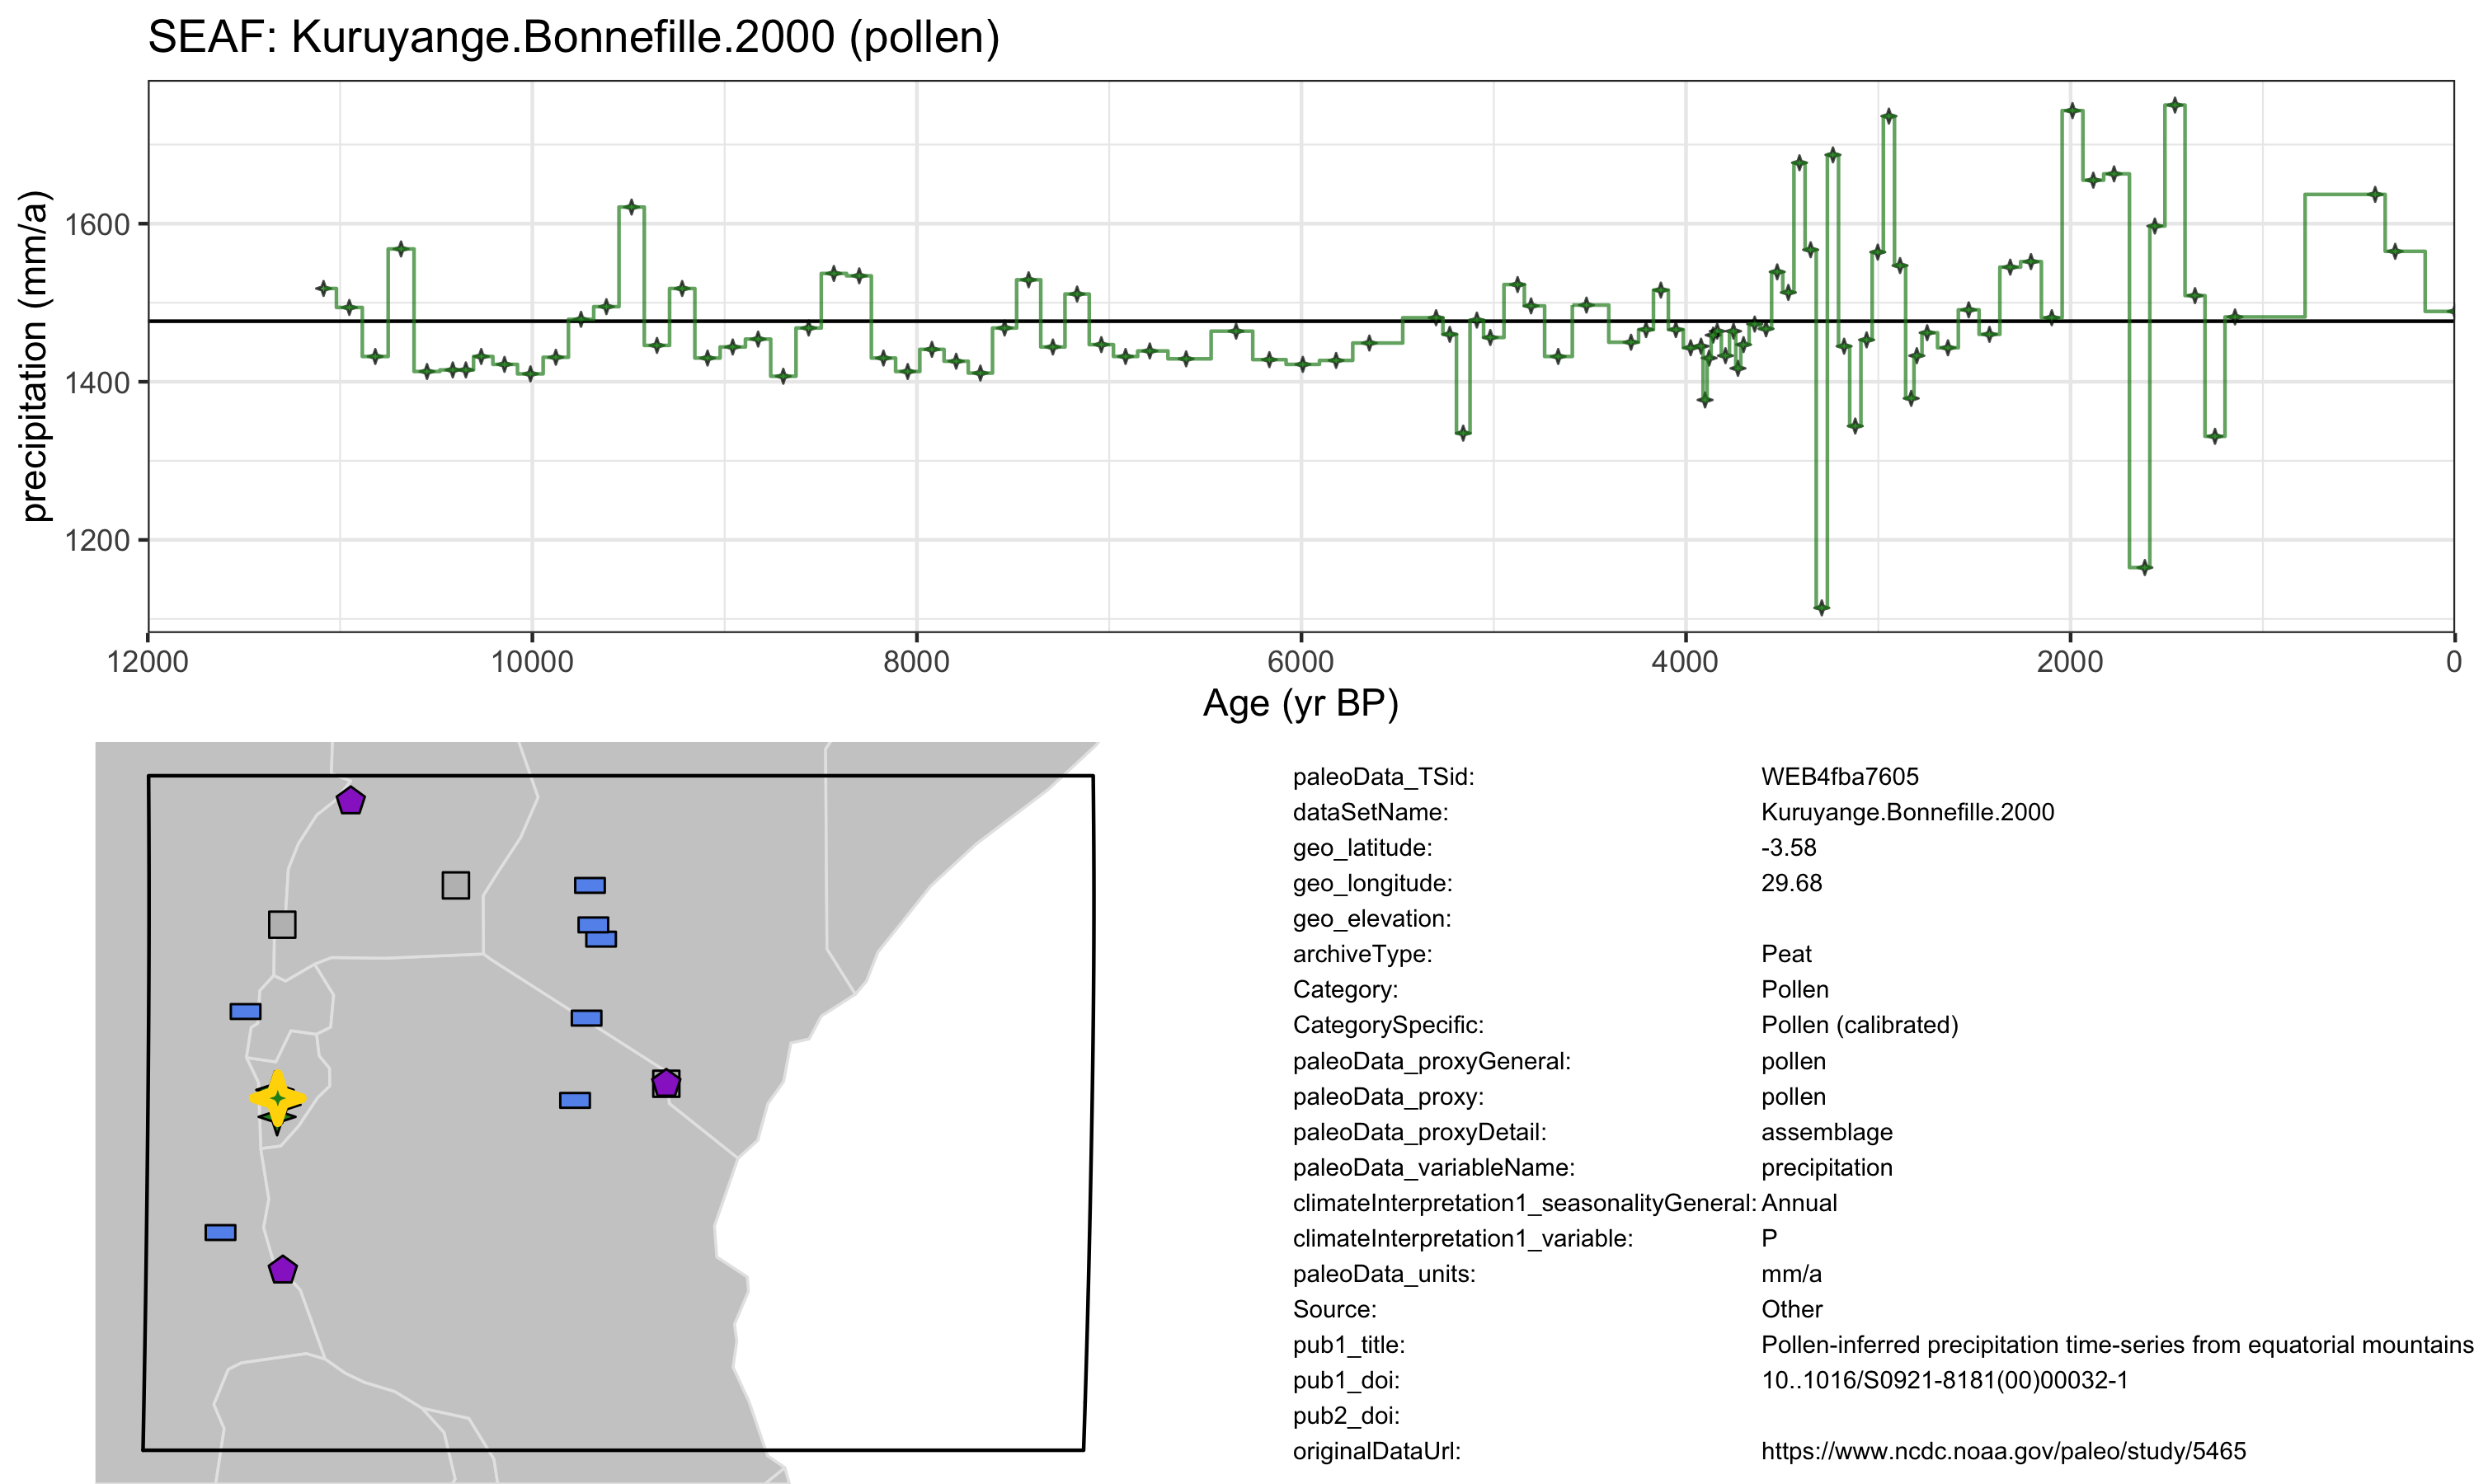 SEAF: Kuruyange.Bonnefille.2000 (pollen)
precipitation (mm/a)
1600
1400
1200
12000 10000 8000 6000 4000 2000 0
Age (yr BP)
paleoData_TSid: WEB4fba7605
dataSetName: Kuruyange.Bonnefille.2000
geo_latitude: -3.58
geo_longitude: 29.68
geo_elevation:
archiveType: Peat
Category: Pollen
CategorySpecific: Pollen (calibrated)
paleoData_proxyGeneral: pollen
paleoData_proxy: pollen
paleoData_proxyDetail: assemblage
paleoData_variableName: precipitation
climateInterpretation1_seasonalityGeneral: Annual
climateInterpretation1_variable: P
paleoData_units: mm/a
Source: Other
pub1_title: Pollen-inferred precipitation time-series from equatorial mountains
pub1_doi: 10..1016/S0921-8181(00)00032-1
pub2_doi:
originalDataUrl: https://www.ncdc.noaa.gov/paleo/study/5465